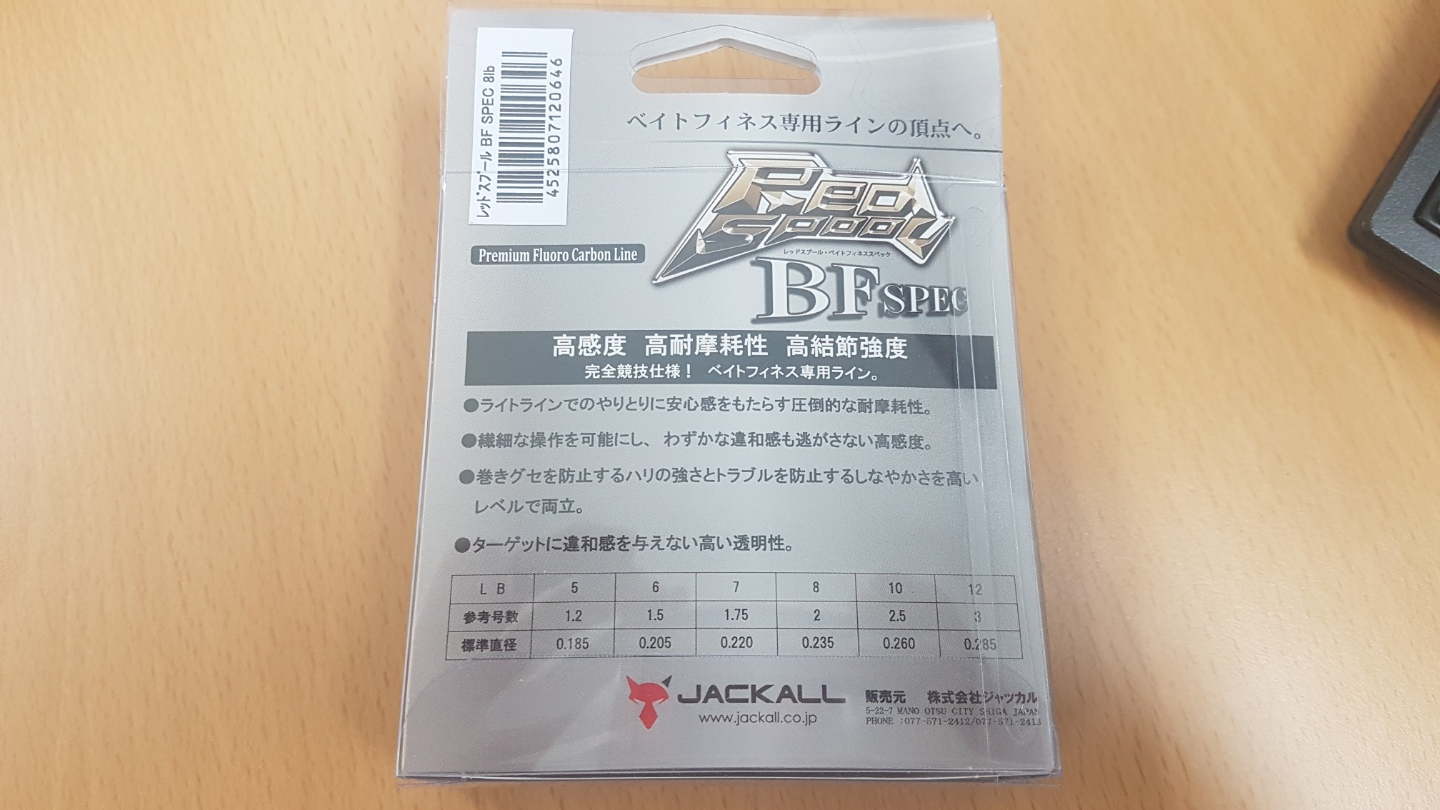 レッドスプール BF SPEC 8lb
4525807120646
ベイトフィネス専用ラインの頂点へ。
Red
Spool
レッドスプール・ベイトフィネススペック
Premium Fluoro Carbon Line
BF SPEC
高感度 高耐摩耗性 高結節強度
完全競技仕様！ ベイトフィネス専用ライン。
●ライトラインでのやりとりに安心感をもたらす圧倒的な耐摩耗性。
●繊細な操作を可能にし、わずかな違和感も逃がさない高感度。
●巻きグセを防止するハリの強さとトラブルを防止するしなやかさを高い
レベルで両立。
●ターゲットに違和感を与えない高い透明性。
L B 5 6 7 8 10 12
参考号数 1.2 1.5 1.75 2 2.5 3
標準直径 0.185 0.205 0.220 0.235 0.260 0.285
JACKALL
www.jackall.co.jp
販売元 株式会社ジャッカル
5-22-7 MANO OTSU CITY SHIGA JAPAN
PHONE :077-571-2412/077-571-2413